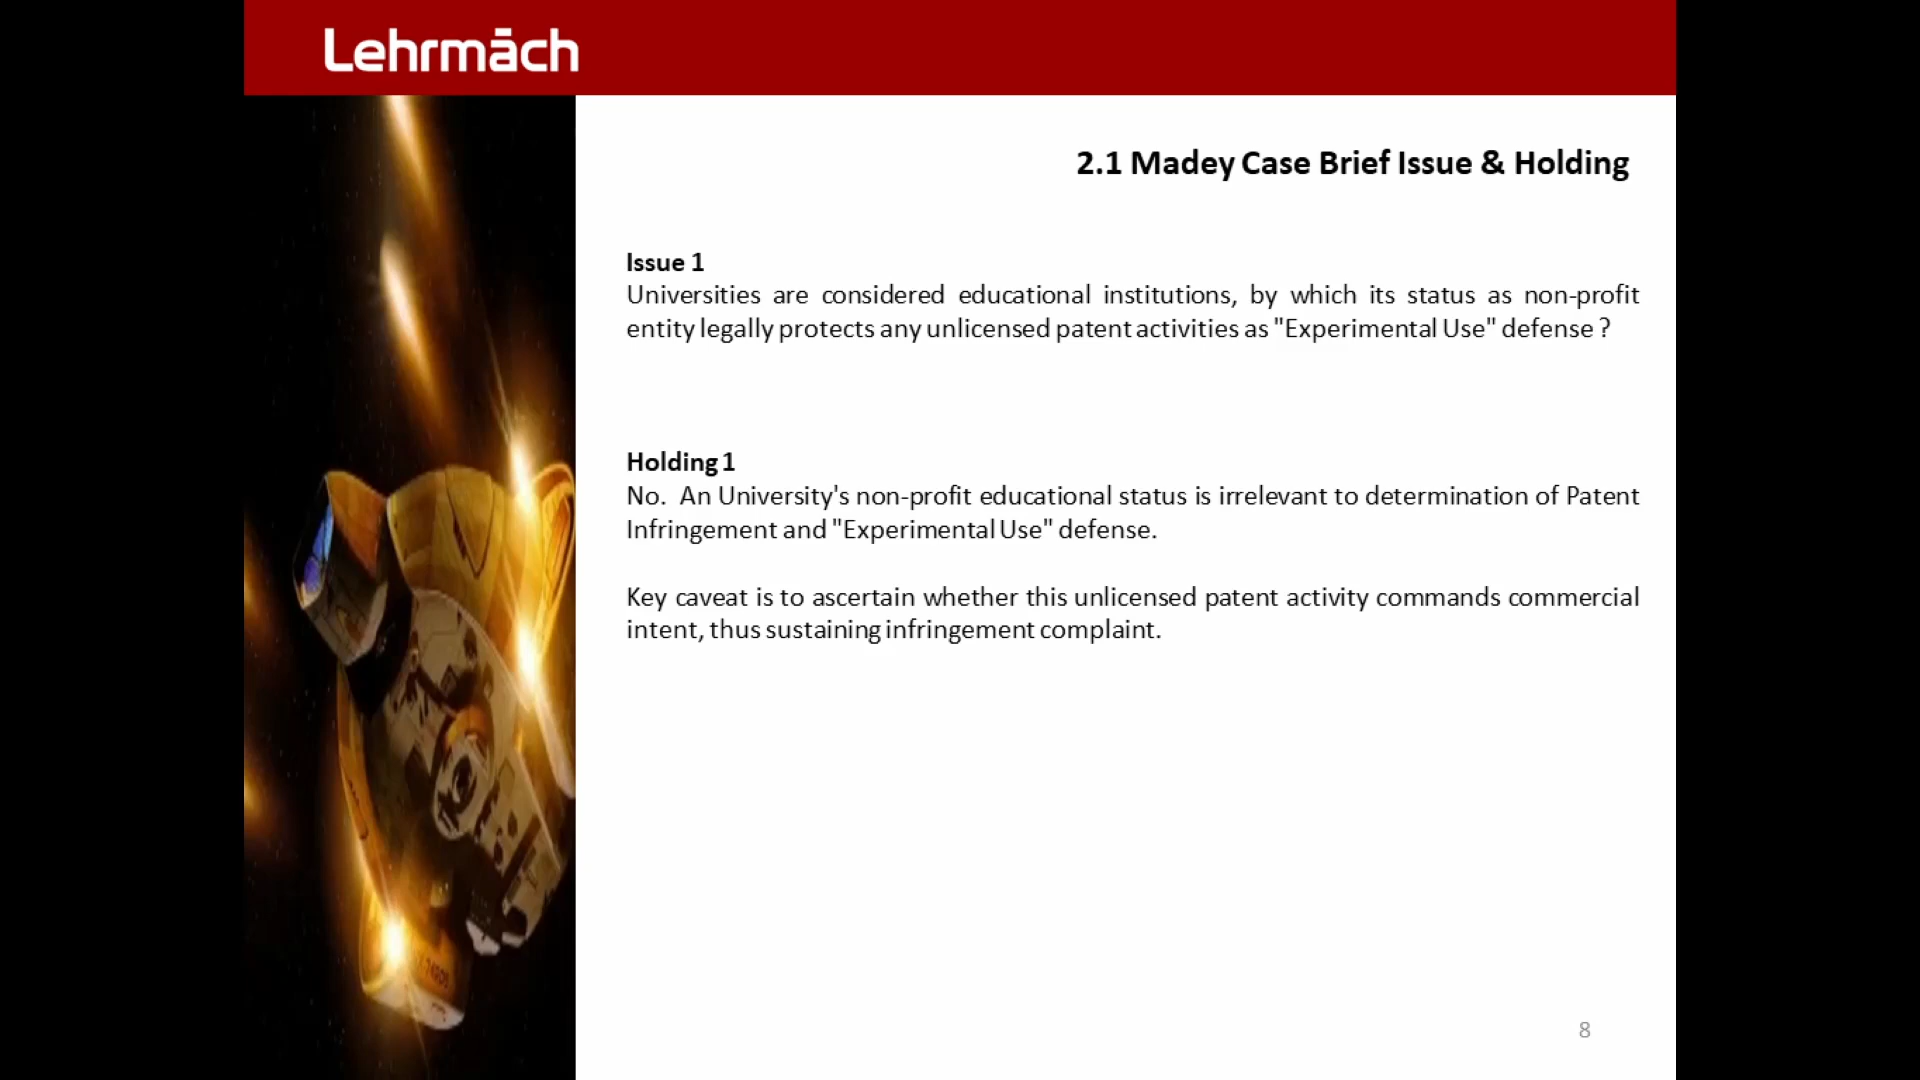 Lehrmāch
2.1 Madey Case Brief Issue & Holding
Issue 1
Universities are considered educational institutions, by which its status as non-profit
entity legally protects any unlicensed patent activities as "Experimental Use" defense ?
Holding 1
No. An University's non-profit educational status is irrelevant to determination of Patent
Infringement and "Experimental Use" defense.
Key caveat is to ascertain whether this unlicensed patent activity commands commercial
intent, thus sustaining infringement complaint.
8